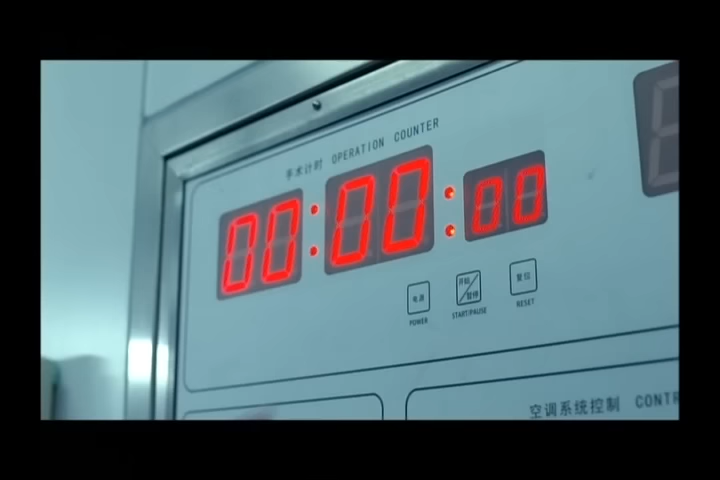 手术计时 OPERATION COUNTER
00:00:00
电源 开始/暂停 复位
POWER START/PAUSE RESET
空调系统控制 CONTR